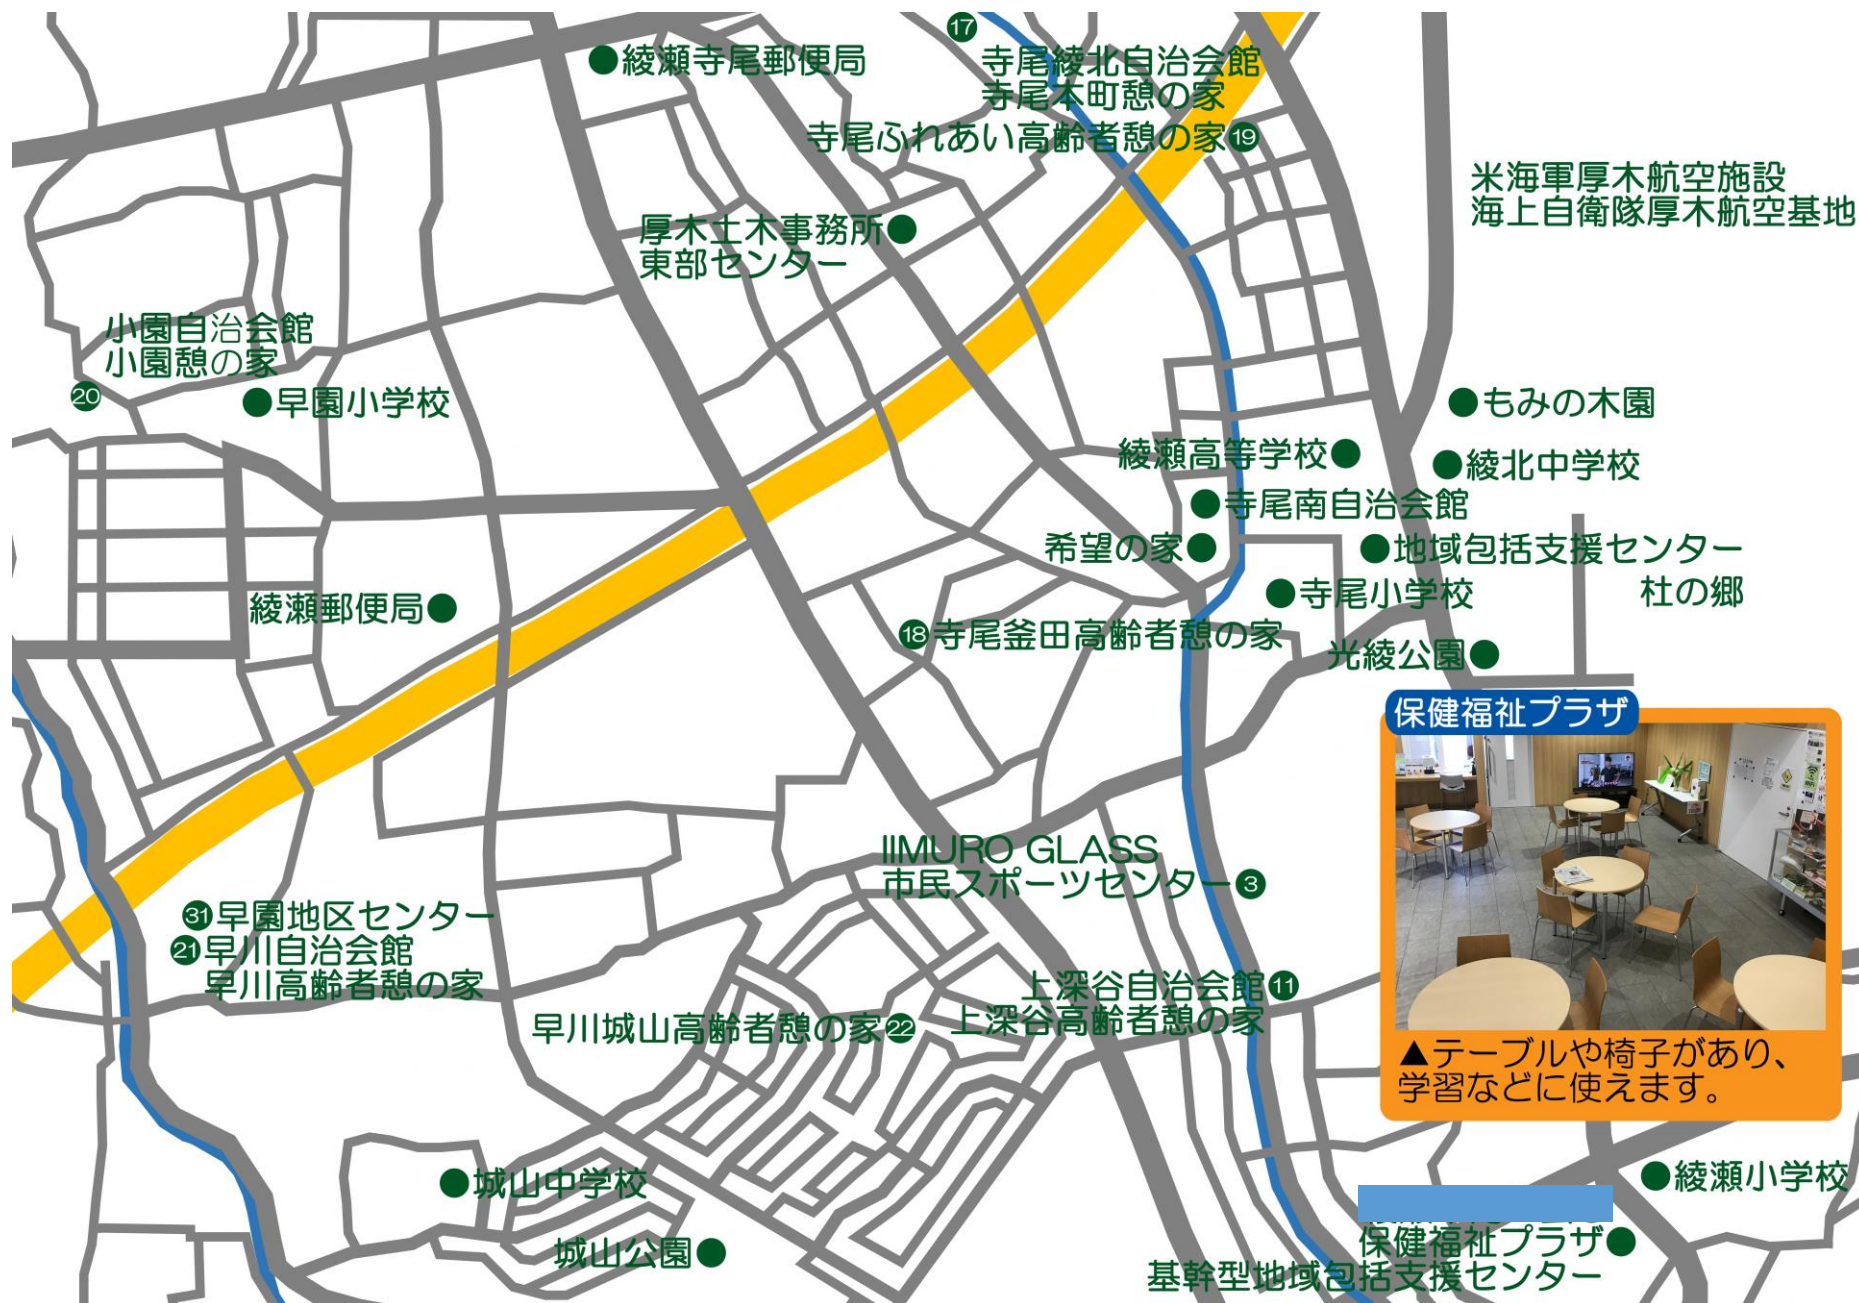 ⑰
寺尾綾北自治会館
寺尾本町憩の家
●綾瀬寺尾郵便局
寺尾ふれあい高齢者憩の家⑲
米海軍厚木航空施設
海上自衛隊厚木航空基地
厚木土木事務所●
東部センター
小園自治会館
小園憩の家
⑳
●早園小学校
●もみの木園
綾瀬高等学校●
●綾北中学校
●寺尾南自治会館
希望の家●
●地域包括支援センター
杜の郷
●寺尾小学校
綾瀬郵便局●
⑱寺尾釜田高齢者憩の家
光綾公園●
保健福祉プラザ
▲テーブルや椅子があり、
学習などに使えます。
IIMURO GLASS
市民スポーツセンター③
㉛早園地区センター
㉑早川自治会館
早川高齢者憩の家
上深谷自治会館⑪
上深谷高齢者憩の家
早川城山高齢者憩の家㉒
●城山中学校
城山公園●
●綾瀬小学校
保健福祉プラザ●
基幹型地域包括支援センター